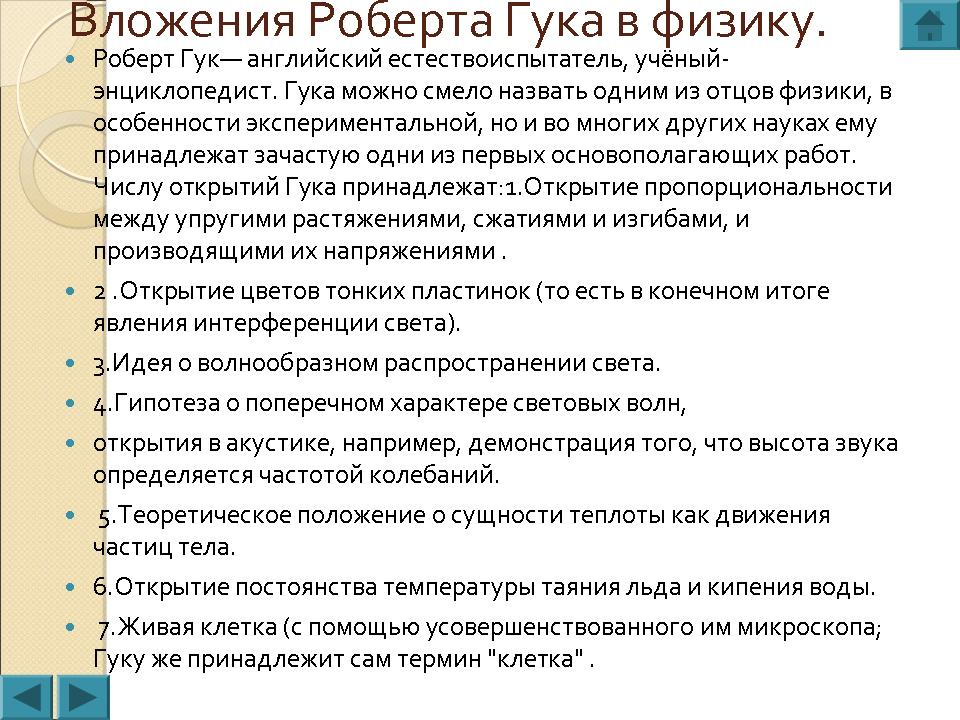 Вложения Роберта Гука в физику.
Роберт Гук— английский естествоиспытатель, учёный-
энциклопедист. Гука можно смело назвать одним из отцов физики, в
особенности экспериментальной, но и во многих других науках ему
принадлежат зачастую одни из первых основополагающих работ.
Числу открытий Гука принадлежат:1.Открытие пропорциональности
между упругими растяжениями, сжатиями и изгибами, и
производящими их напряжениями .
2 .Открытие цветов тонких пластинок (то есть в конечном итоге
явления интерференции света).
3.Идея о волнообразном распространении света.
4.Гипотеза о поперечном характере световых волн,
открытия в акустике, например, демонстрация того, что высота звука
определяется частотой колебаний.
5.Теоретическое положение о сущности теплоты как движения
частиц тела.
6.Открытие постоянства температуры таяния льда и кипения воды.
7.Живая клетка (с помощью усовершенствованного им микроскопа;
Гуку же принадлежит сам термин "клетка" .